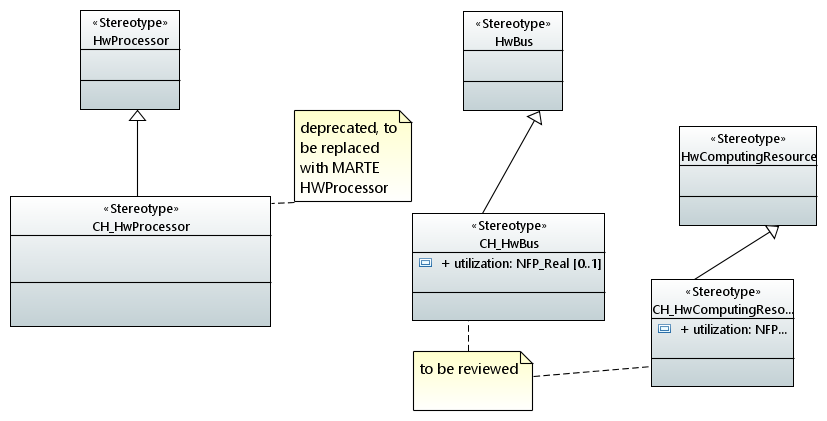 «Stereotype»
HwProcessor
«Stereotype»
HwBus
deprecated, to
be replaced
with MARTE
HWProcessor
«Stereotype»
HwComputingResource
«Stereotype»
CH_HwProcessor
«Stereotype»
CH_HwBus
+ utilization: NFP_Real [0..1]
«Stereotype»
CH_HwComputingReso...
+ utilization: NFP...
to be reviewed